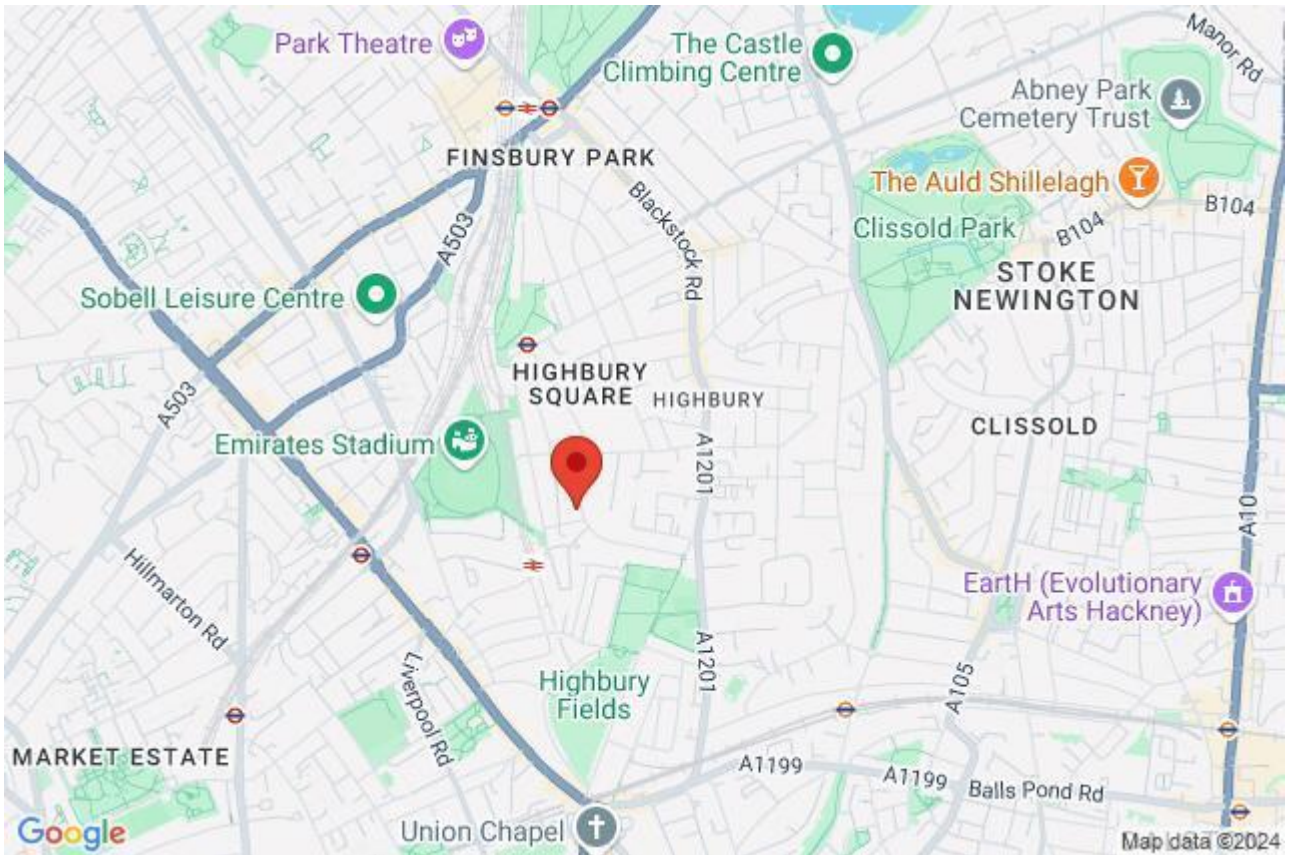 Park Theatre
The Castle
Climbing Centre
Manor Rd
Abney Park
Cemetery Trust
FINSBURY PARK
Blackstock Rd
The Auld Shillelagh
B104
Clissold Park
B104
A503
STOKE
NEWINGTON
Sobell Leisure Centre
HIGHBURY
SQUARE
HIGHBURY
A503
CLISSOLD
Emirates Stadium
A1201
A10
Hillmarton Rd
EartH (Evolutionary
Arts Hackney)
Liverpool Rd
A1201
Highbury
Fields
A105
MARKET ESTATE
A1199
A1199
Balls Pond Rd
Google
Union Chapel
Map data ©2024